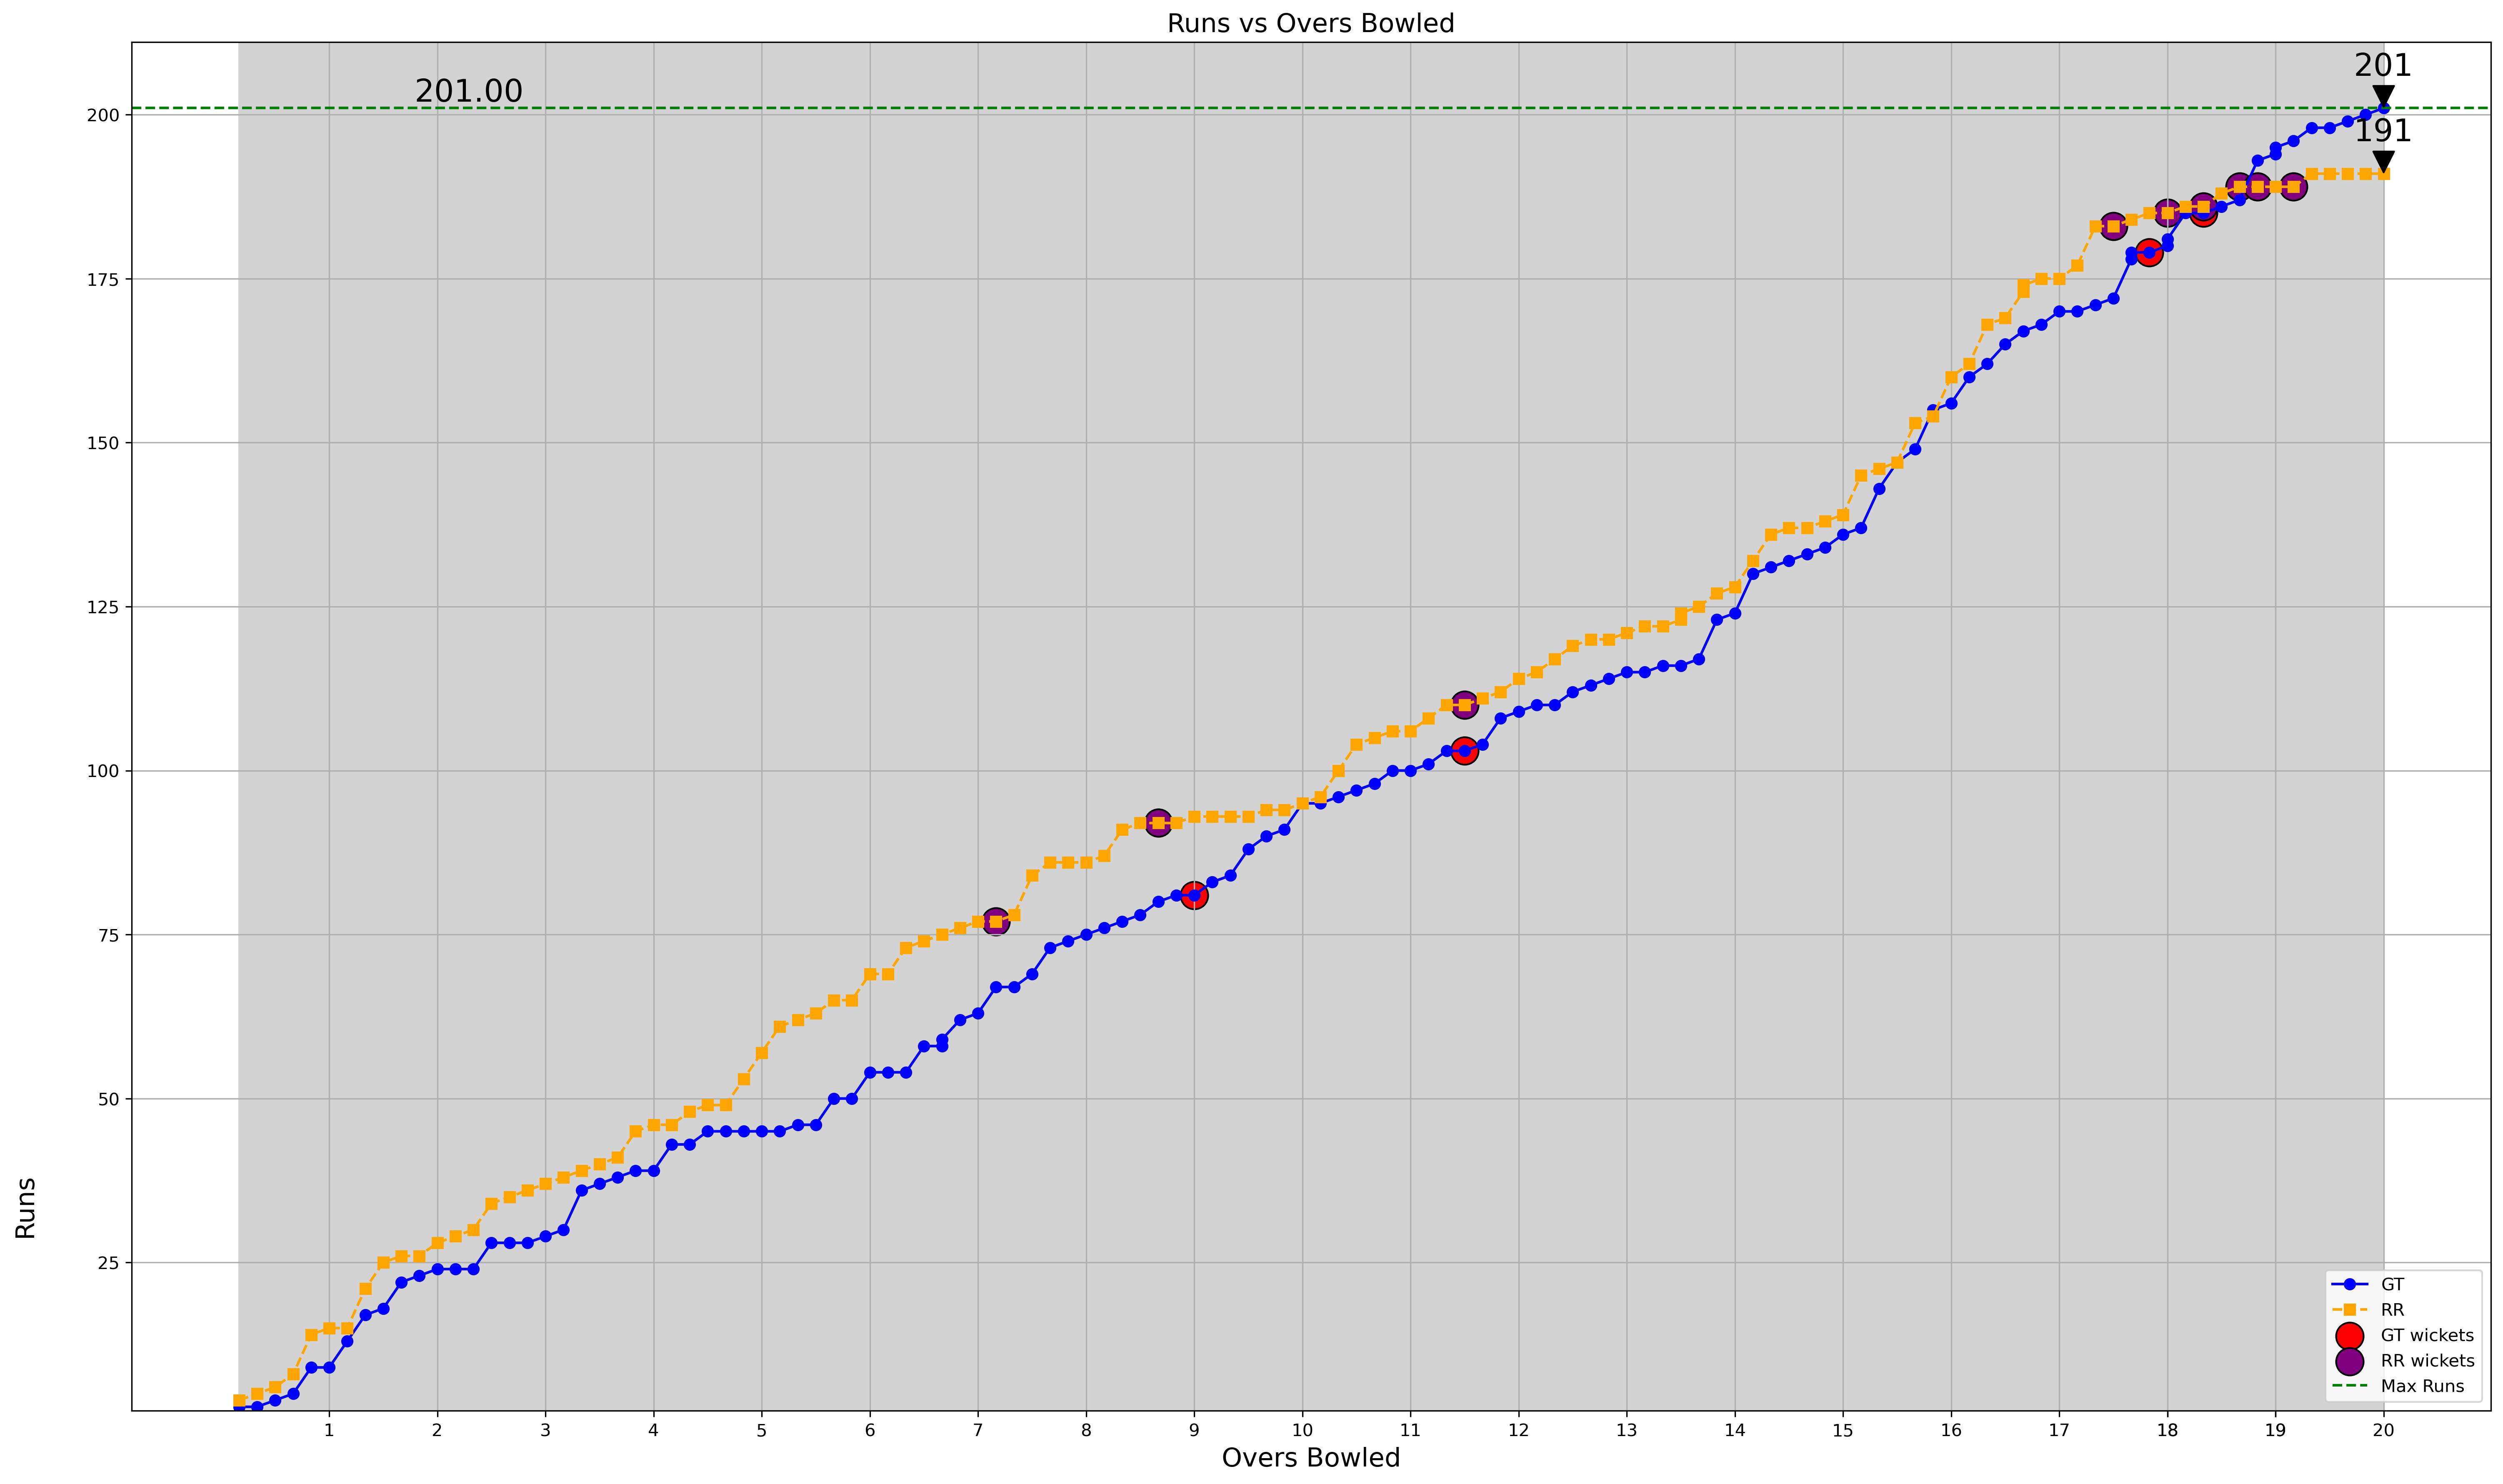 Runs vs Overs Bowled
201
201.00
200
191
175
150
125
100
75
50
25
Runs
GT
RR
GT wickets
RR wickets
Max Runs
1 2 3 4 5 6 7 8 9 10 11 12 13 14 15 16 17 18 19 20
Overs Bowled